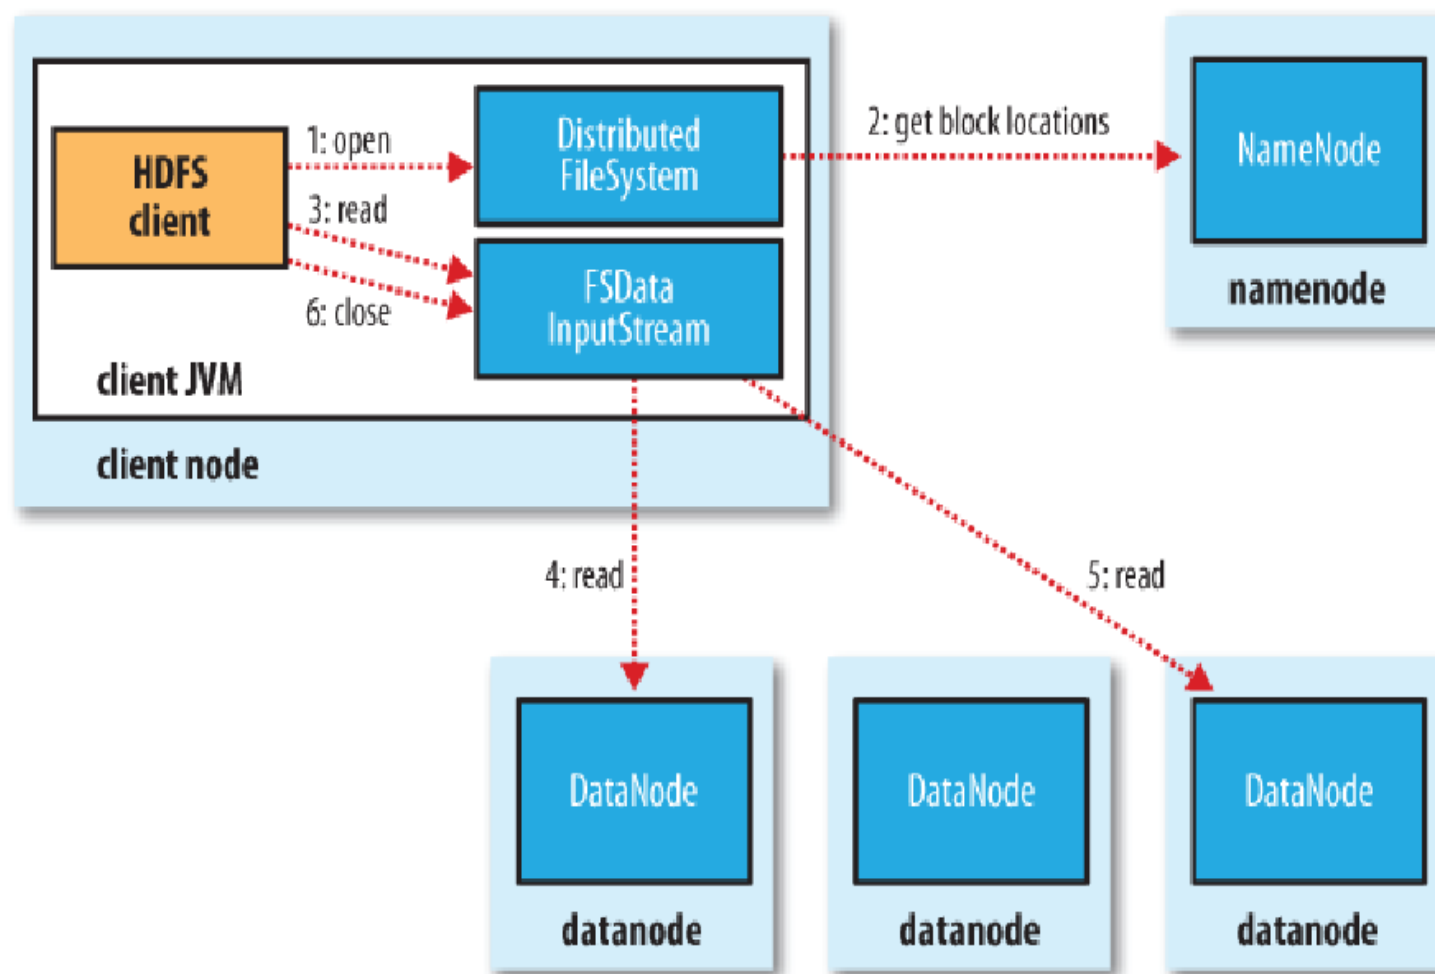 HDFS
client
1: open
3: read
6: close
Distributed
FileSystem
FSData
InputStream
client JVM
client node
2: get block locations
NameNode
namenode
4: read
5: read
DataNode
datanode
DataNode
datanode
DataNode
datanode